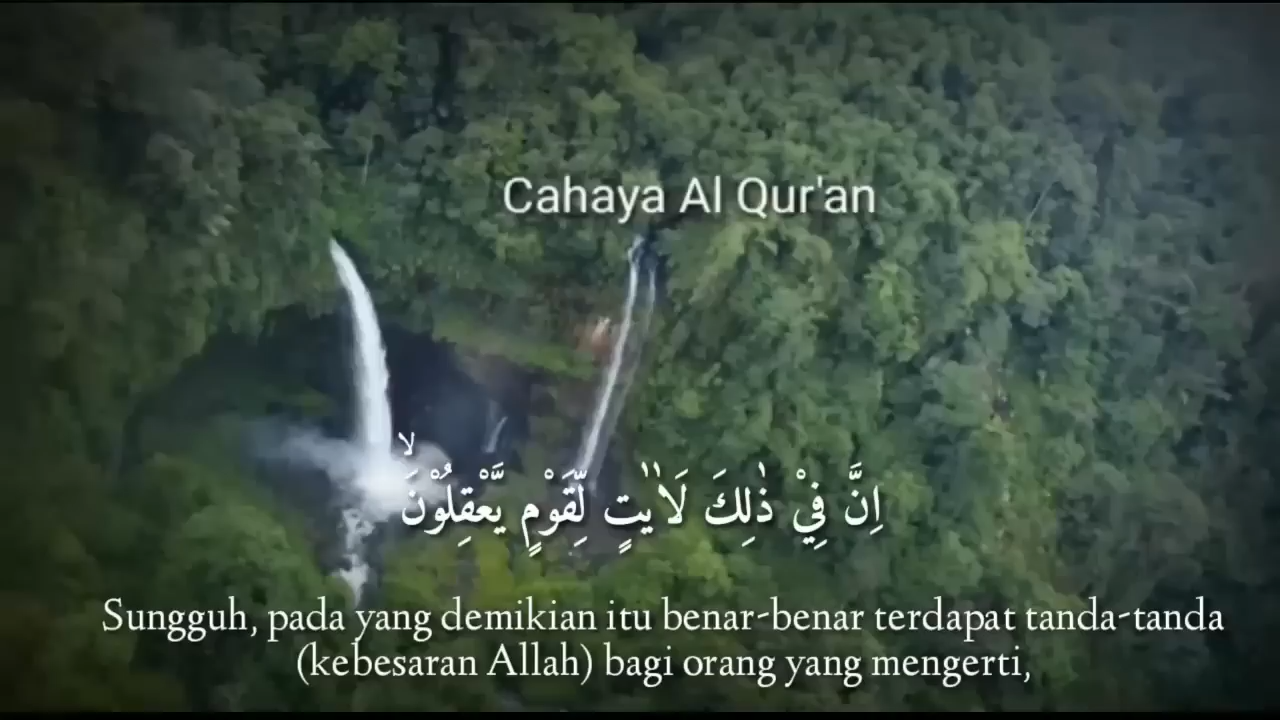 Cahaya Al Qur'an
اِنَّ فِيْ ذٰلِكَ لَاٰيٰتٍ لِّقَوْمٍ يَّعْقِلُوْنَۙ
Sungguh, pada yang demikian itu benar-benar terdapat tanda-tanda
(kebesaran Allah) bagi orang yang mengerti,